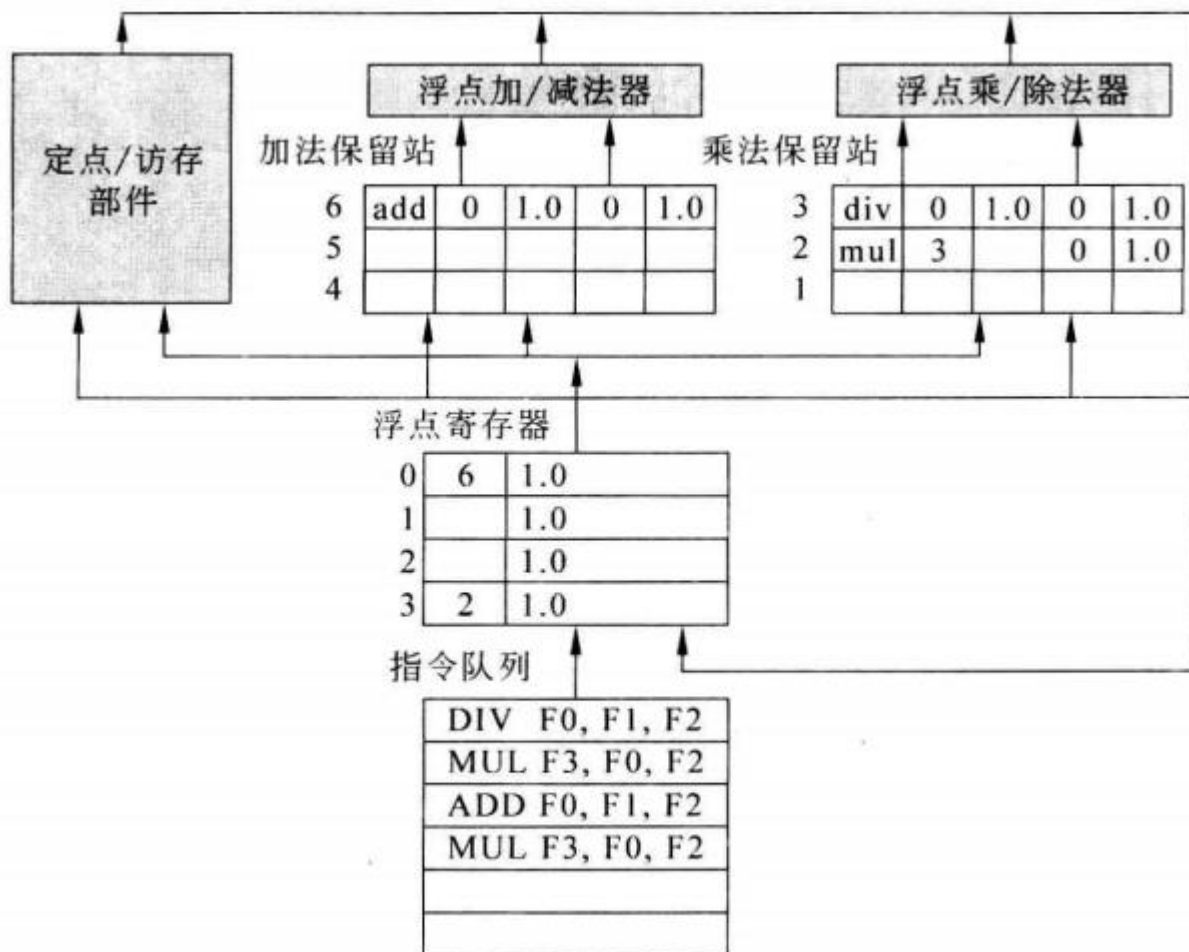 定点/访存
部件
浮点加/减法器
浮点乘/除法器
加法保留站
乘法保留站
6 add 0 1.0 0 1.0
5
4
3 div 0 1.0 0 1.0
2 mul 3 0 1.0
1
浮点寄存器
0 6 1.0
1 1.0
2 1.0
3 2 1.0
指令队列
DIV F0, F1, F2
MUL F3, F0, F2
ADD F0, F1, F2
MUL F3, F0, F2